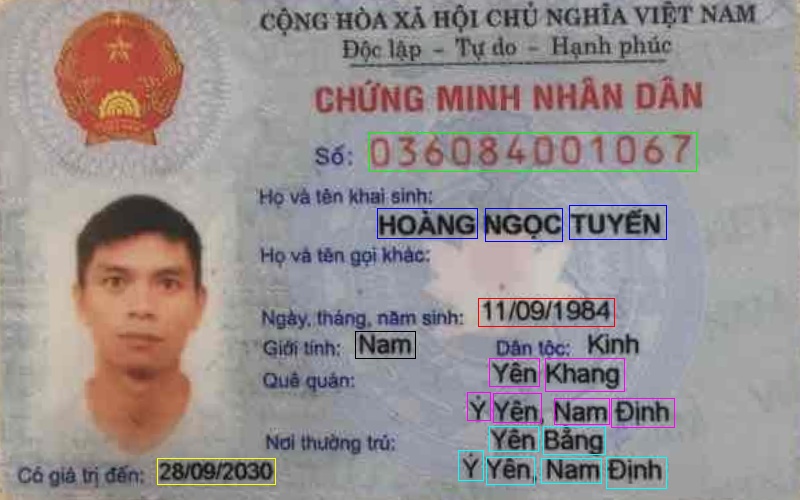 CỘNG HÒA XÃ HỘI CHỦ NGHĨA VIỆT NAM
Độc lập - Tự do - Hạnh phúc
CHỨNG MINH NHÂN DÂN
Số: 036084001067
Họ và tên khai sinh:
HOÀNG NGỌC TUYẾN
Họ và tên gọi khác:
Ngày, tháng, năm sinh: 11/09/1984
Giới tính: Nam Dân tộc: Kinh
Quê quán: Yên Khang
Ý Yên, Nam Định
Nơi thường trú: Yên Bằng
Ý Yên, Nam Định
Có giá trị đến: 28/09/2030